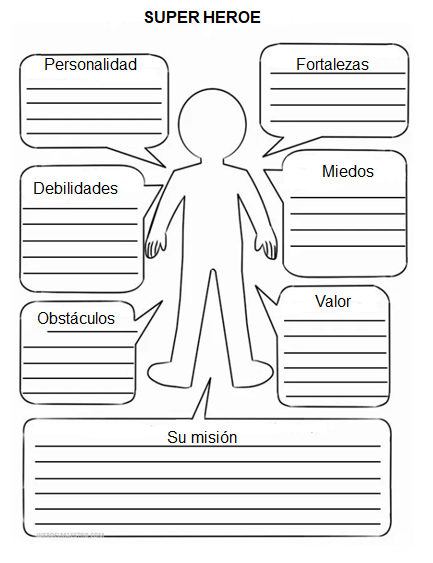 SUPER HEROE
Personalidad
Fortalezas
Debilidades
Miedos
Obstáculos
Valor
Su misión